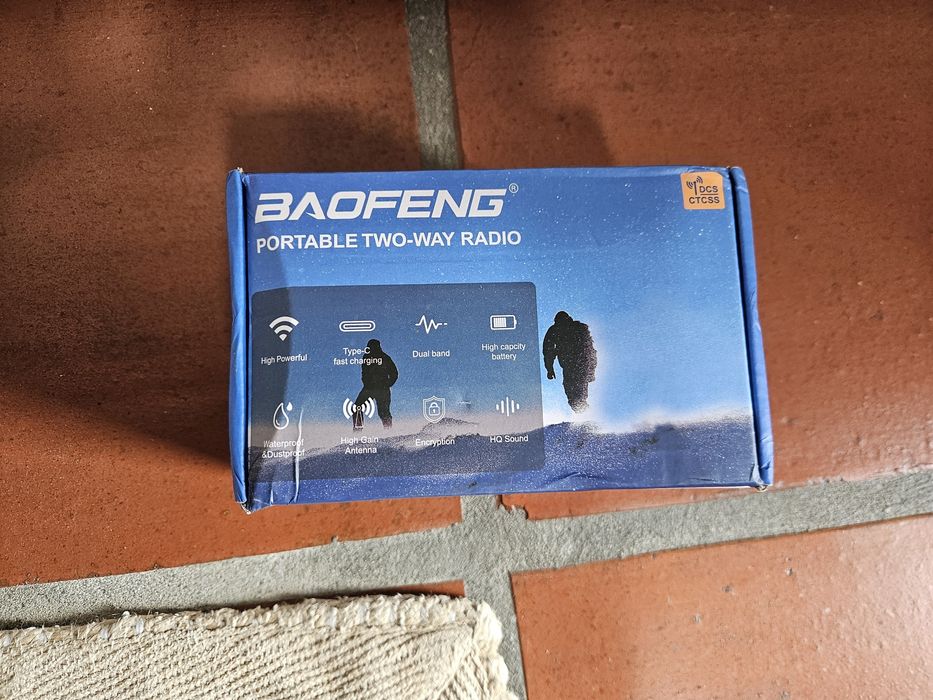 BAOFENG®
PORTABLE TWO-WAY RADIO
DCS
CTCSS
High Powerful
Type-C
fast charging
Dual band
High capcity
battery
Waterproof
&Dustproof
High Gain
Antenna
Encryption
HQ Sound